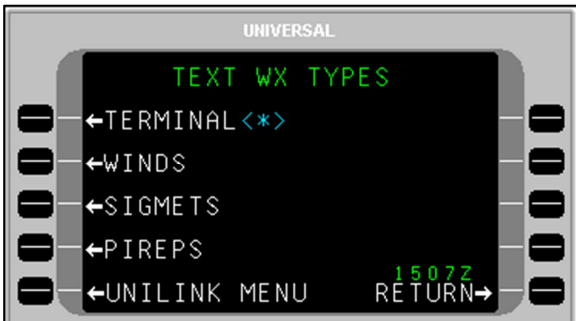 UNIVERSAL
TEXT WX TYPES
←TERMINAL<*>
←WINDS
←SIGMETS
←PIREPS
1507Z
←UNILINK MENU RETURN→